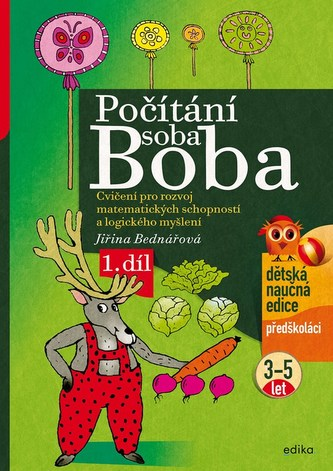 Počítání
soba
Boba
Cvičení pro rozvoj
matematických schopností
a logického myšlení
Jiřina Bednářová
1. díl
dětská
naučná
edice
předškoláci
3–5
let
edika